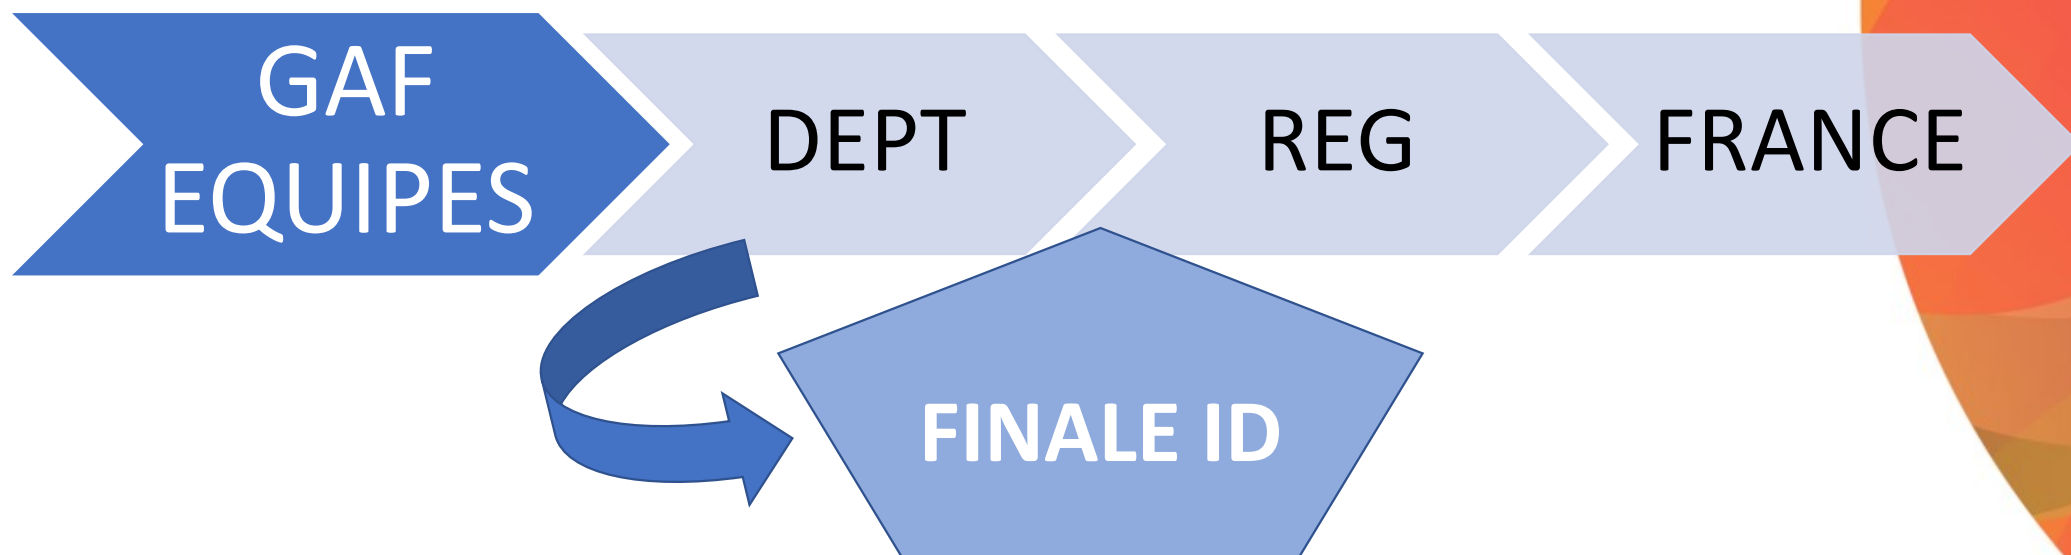 GAF
EQUIPES
DEPT
REG
FRANCE
FINALE ID